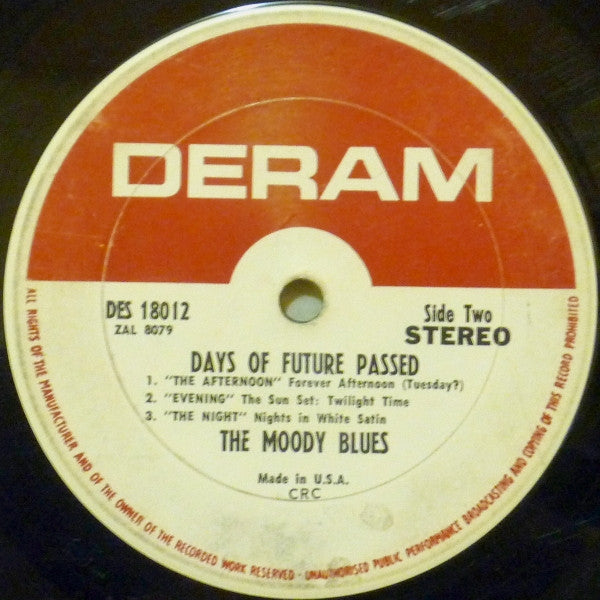 DERAM
DES 18012
ZAL 8079
Side Two
STEREO
DAYS OF FUTURE PASSED
1. "THE AFTERNOON" Forever Afternoon (Tuesday?)
2. "EVENING" The Sun Set: Twilight Time
3. "THE NIGHT" Nights in White Satin
THE MOODY BLUES
Made in U.S.A.
CRC
ALL RIGHTS OF THE MANUFACTURER AND OF THE OWNER OF THE RECORDED WORK RESERVED · UNAUTHORISED PUBLIC PERFORMANCE BROADCASTING AND COPYING OF THIS RECORD PROHIBITED